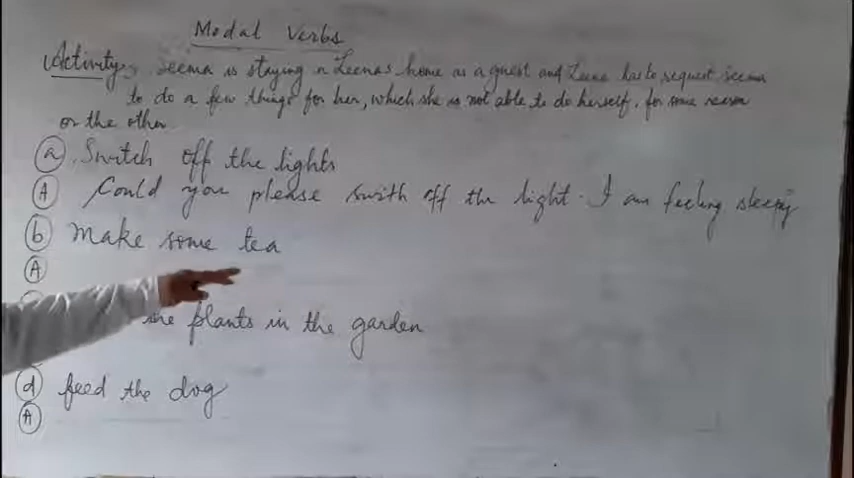 Modal Verbs
Activity, Seema is staying n Leenas home as a guest and Leena has to request seema
to do a few things for her, which she is not able to do herself, for some reason
or the other
(a). Switch off the lights
(A) Could you please swith off the light. I am feeling sleepy
(b) Make some tea
(A)
the plants in the garden
(d) feed the dog
(A)